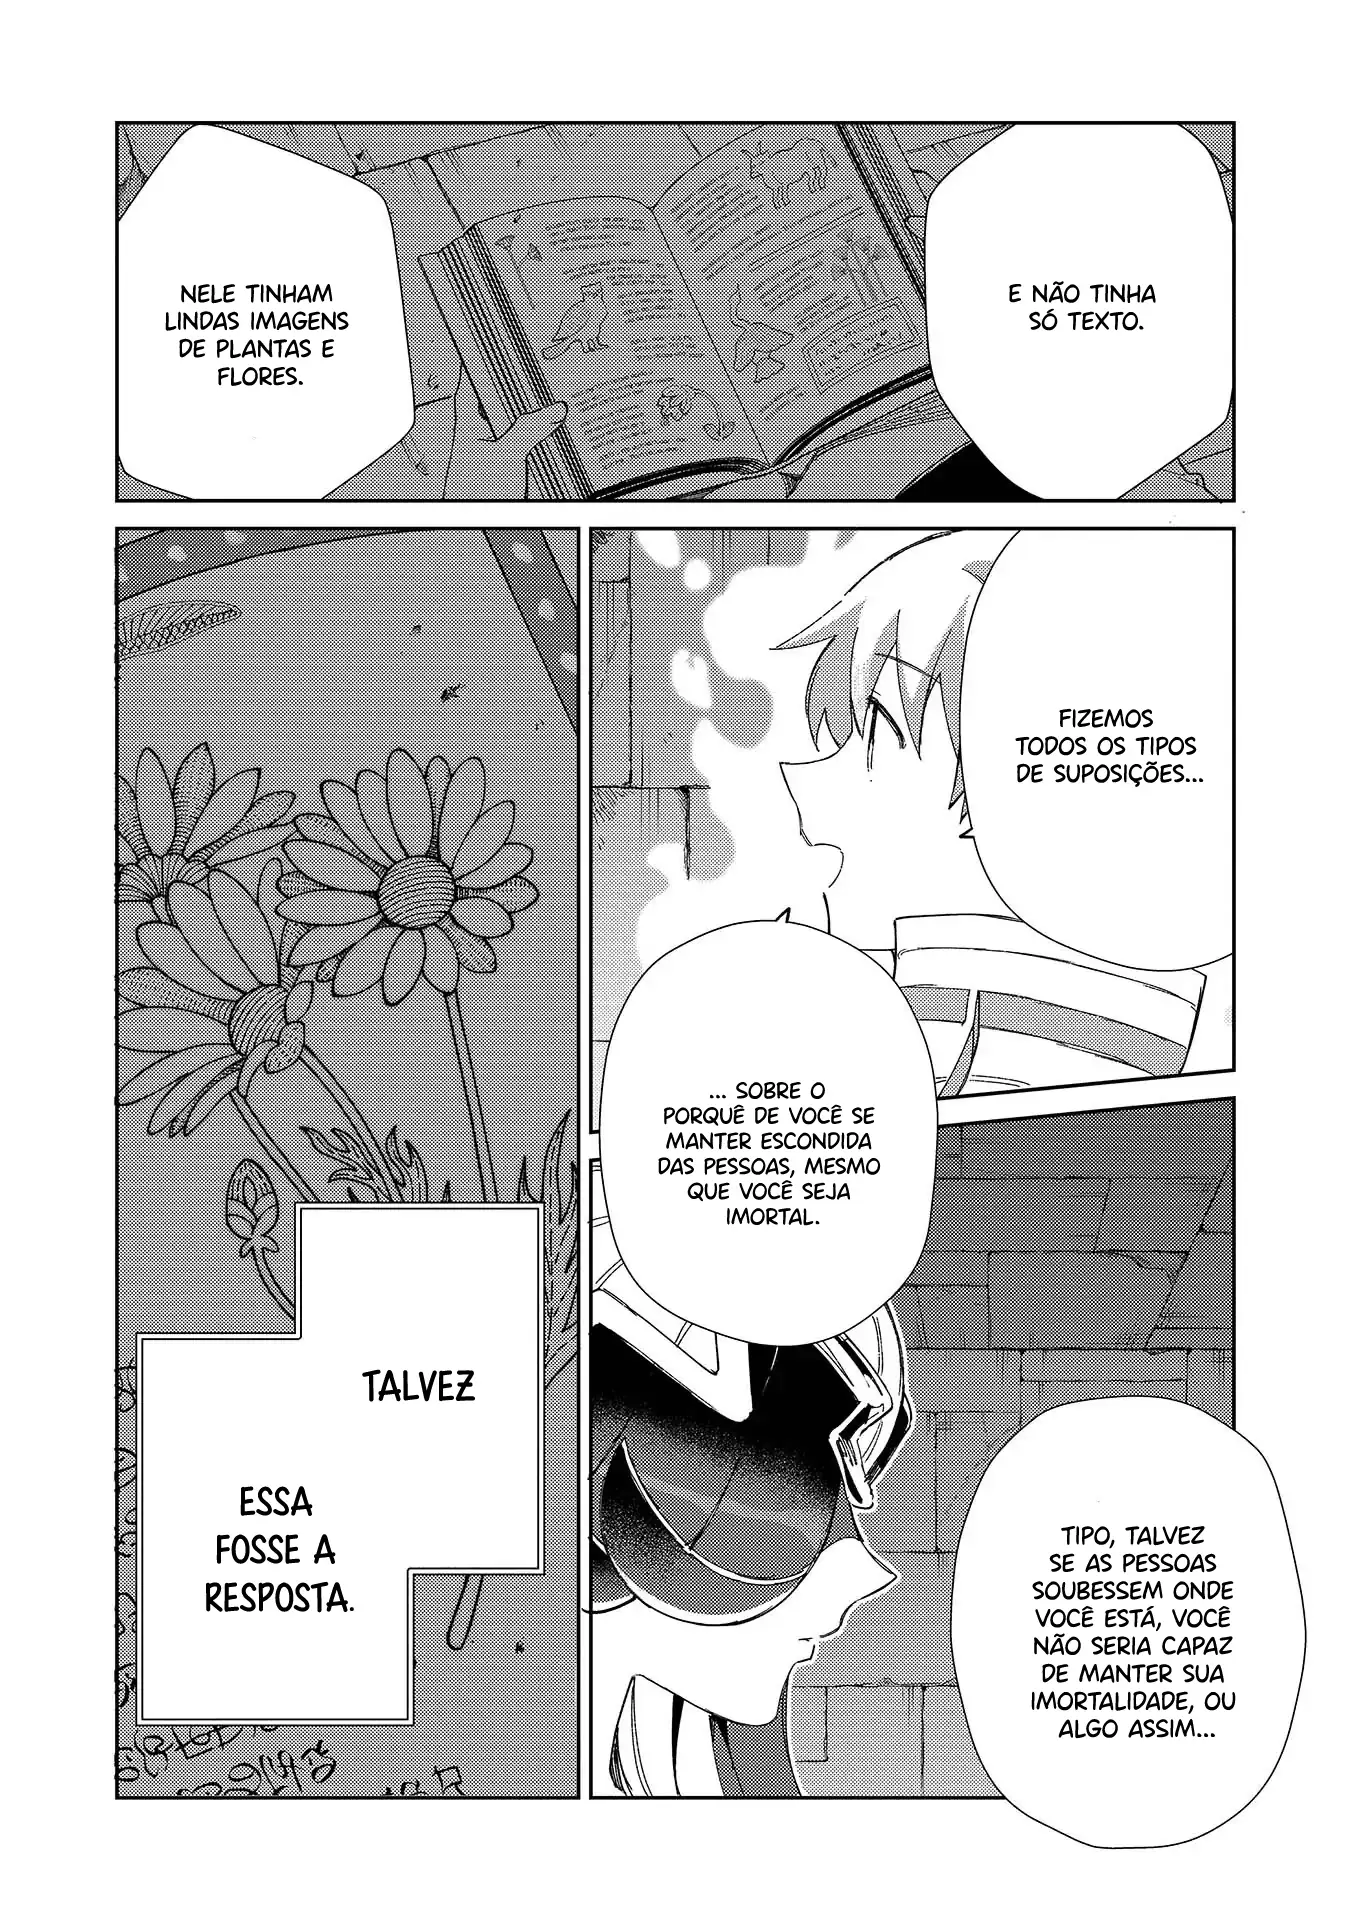 E NÃO TINHA
SÓ TEXTO.
NELE TINHAM
LINDAS IMAGENS
DE PLANTAS E
FLORES.
FIZEMOS
TODOS OS TIPOS
DE SUPOSIÇÕES...
... SOBRE O
PORQUÊ DE VOCÊ SE
MANTER ESCONDIDA
DAS PESSOAS, MESMO
QUE VOCÊ SEJA
IMORTAL.
TIPO, TALVEZ
SE AS PESSOAS
SOUBESSEM ONDE
VOCÊ ESTÁ, VOCÊ
NÃO SERIA CAPAZ
DE MANTER SUA
IMORTALIDADE, OU
ALGO ASSIM...
TALVEZ
ESSA
FOSSE A
RESPOSTA.